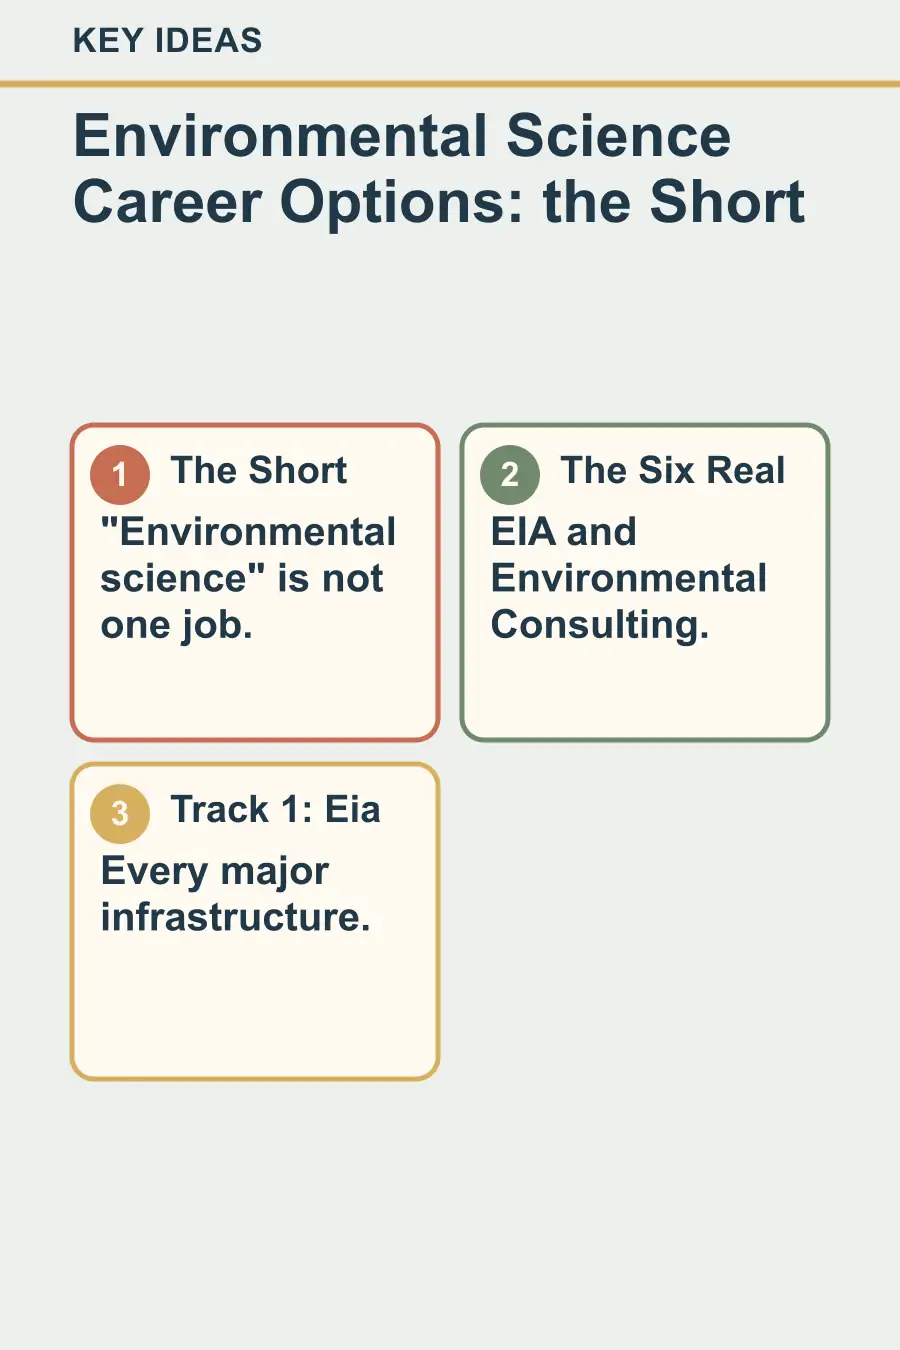 KEY IDEAS
Environmental Science
Career Options: the Short
1
The Short
"Environmental
science" is not
one job.
2
The Six Real
EIA and
Environmental
Consulting.
3
Track 1: Eia
Every major
infrastructure.